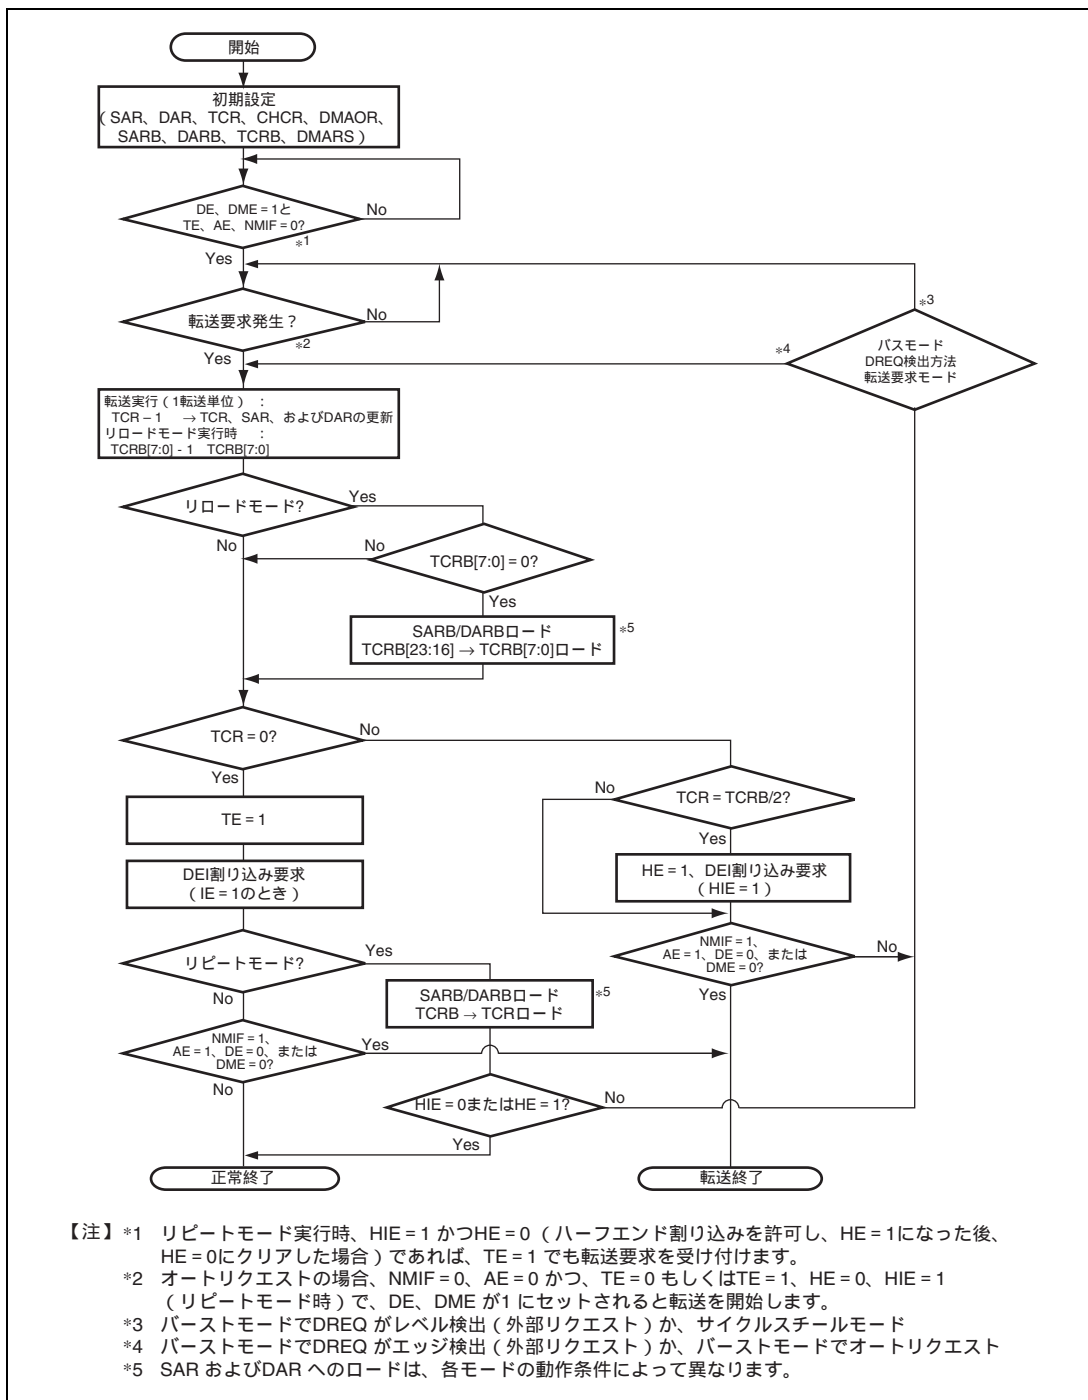 開始
初期設定
（SAR、DAR、TCR、CHCR、DMAOR、
SARB、DARB、TCRB、DMARS）
DE、DME = 1と
TE、AE、NMIF = 0?
*1
No
Yes
転送要求発生？
*2
No
Yes
*3
*4
バスモード
DREQ検出方法
転送要求モード
転送実行（1転送単位）：
TCR – 1 → TCR、SAR、およびDARの更新
リロードモード実行時 ：
TCRB[7:0] - 1 TCRB[7:0]
リロードモード?
Yes
No
TCRB[7:0] = 0?
No
Yes
SARB/DARBロード
TCRB[23:16] → TCRB[7:0]ロード
*5
TCR = 0?
No
Yes
TCR = TCRB/2?
No
Yes
TE = 1
DEI割り込み要求
（IE = 1のとき）
HE = 1、DEI割り込み要求
（HIE = 1）
リピートモード?
Yes
No
NMIF = 1、
AE = 1、DE = 0、または
DME = 0?
No
Yes
SARB/DARBロード
TCRB → TCRロード
*5
NMIF = 1、
AE = 1、DE = 0、または
DME = 0?
Yes
No
HIE = 0またはHE = 1?
No
Yes
正常終了
転送終了
【注】*1 リピートモード実行時、HIE = 1 かつHE = 0（ハーフエンド割り込みを許可し、HE = 1になった後、
HE = 0にクリアした場合）であれば、TE = 1 でも転送要求を受け付けます。
*2 オートリクエストの場合、NMIF = 0、AE = 0 かつ、TE = 0 もしくはTE = 1、HE = 0、HIE = 1
（リピートモード時）で、DE、DME が1 にセットされると転送を開始します。
*3 バーストモードでDREQ がレベル検出（外部リクエスト）か、サイクルスチールモード
*4 バーストモードでDREQ がエッジ検出（外部リクエスト）か、バーストモードでオートリクエスト
*5 SAR およびDAR へのロードは、各モードの動作条件によって異なります。